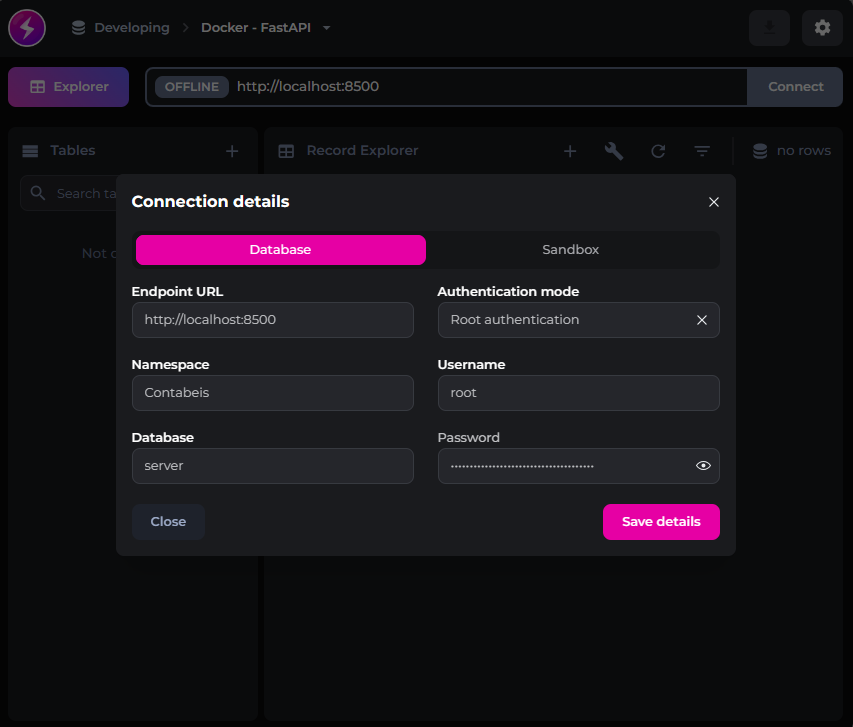 Developing
Docker - FastAPI
Explorer
OFFLINE
http://localhost:8500
Connect
Tables
Record Explorer
no rows
Search ta
Not c
Connection details
Database
Sandbox
Endpoint URL
http://localhost:8500
Authentication mode
Root authentication
Namespace
Contabeis
Username
root
Database
server
Password
Close
Save details